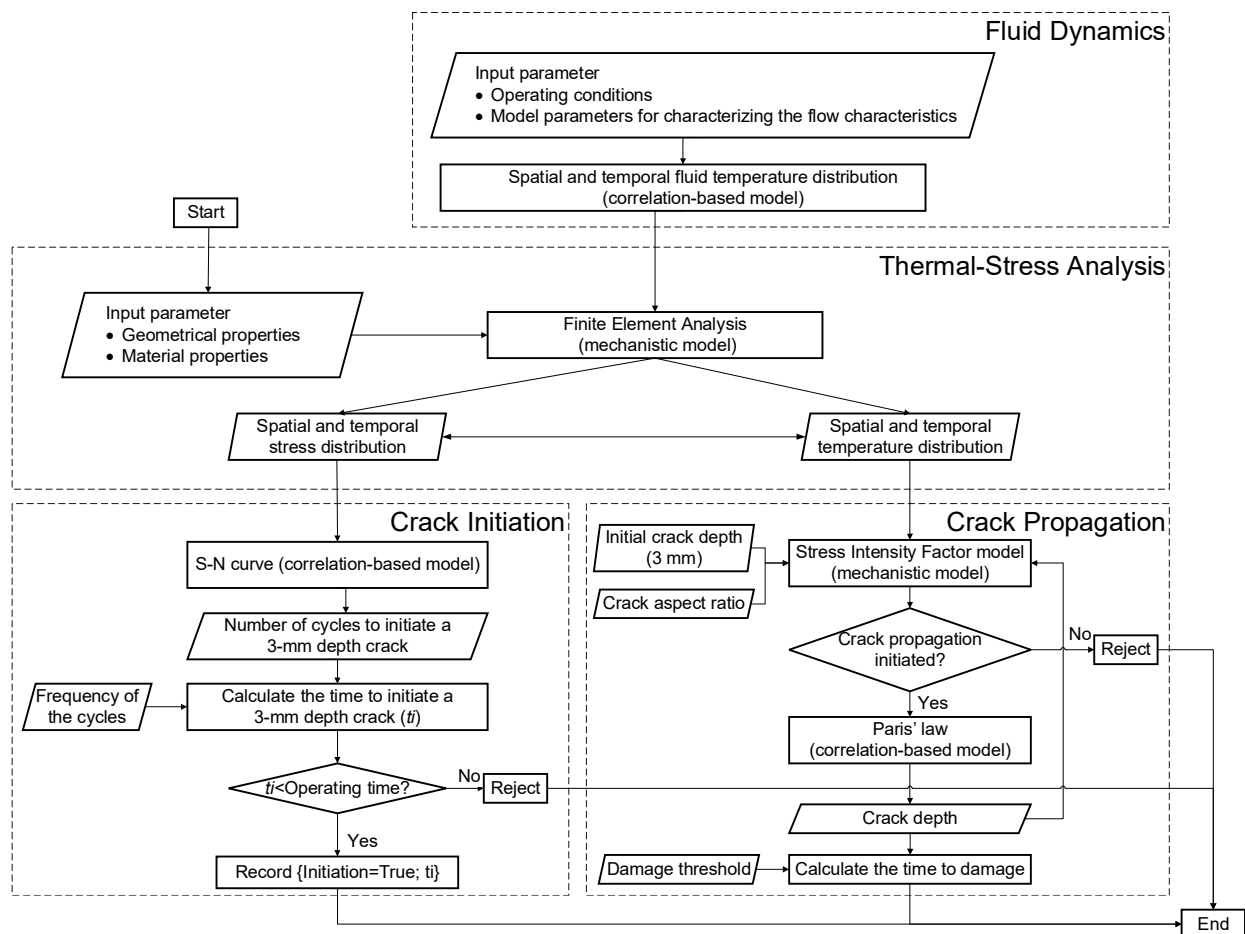 Fluid Dynamics
Input parameter
• Operating conditions
• Model parameters for characterizing the flow characteristics
Spatial and temporal fluid temperature distribution
(correlation-based model)
Start
Thermal-Stress Analysis
Input parameter
• Geometrical properties
• Material properties
Finite Element Analysis
(mechanistic model)
Spatial and temporal
stress distribution
Spatial and temporal
temperature distribution
Crack Initiation
S-N curve (correlation-based model)
Number of cycles to initiate a
3-mm depth crack
Frequency of
the cycles
Calculate the time to initiate a
3-mm depth crack (ti)
ti<Operating time?
No
Reject
Yes
Record {Initiation=True; ti}
Crack Propagation
Initial crack depth
(3 mm)
Crack aspect ratio
Stress Intensity Factor model
(mechanistic model)
Crack propagation
initiated?
No
Reject
Yes
Paris’ law
(correlation-based model)
Crack depth
Damage threshold
Calculate the time to damage
End